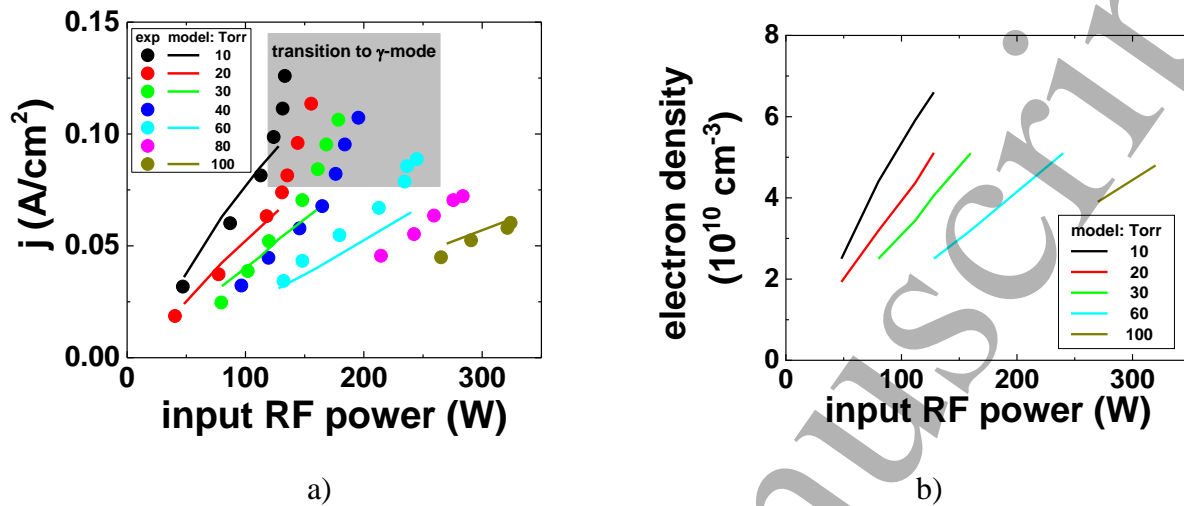 0.15
0.10
0.05
0.00
j (A/cm2)
exp model: Torr
10
20
30
40
60
80
100
transition to γ-mode
0 100 200 300
input RF power (W)
a)
8
6
4
2
0
electron density
(10^10 cm^-3)
model: Torr
10
20
30
60
100
0 100 200 300
input RF power (W)
b)